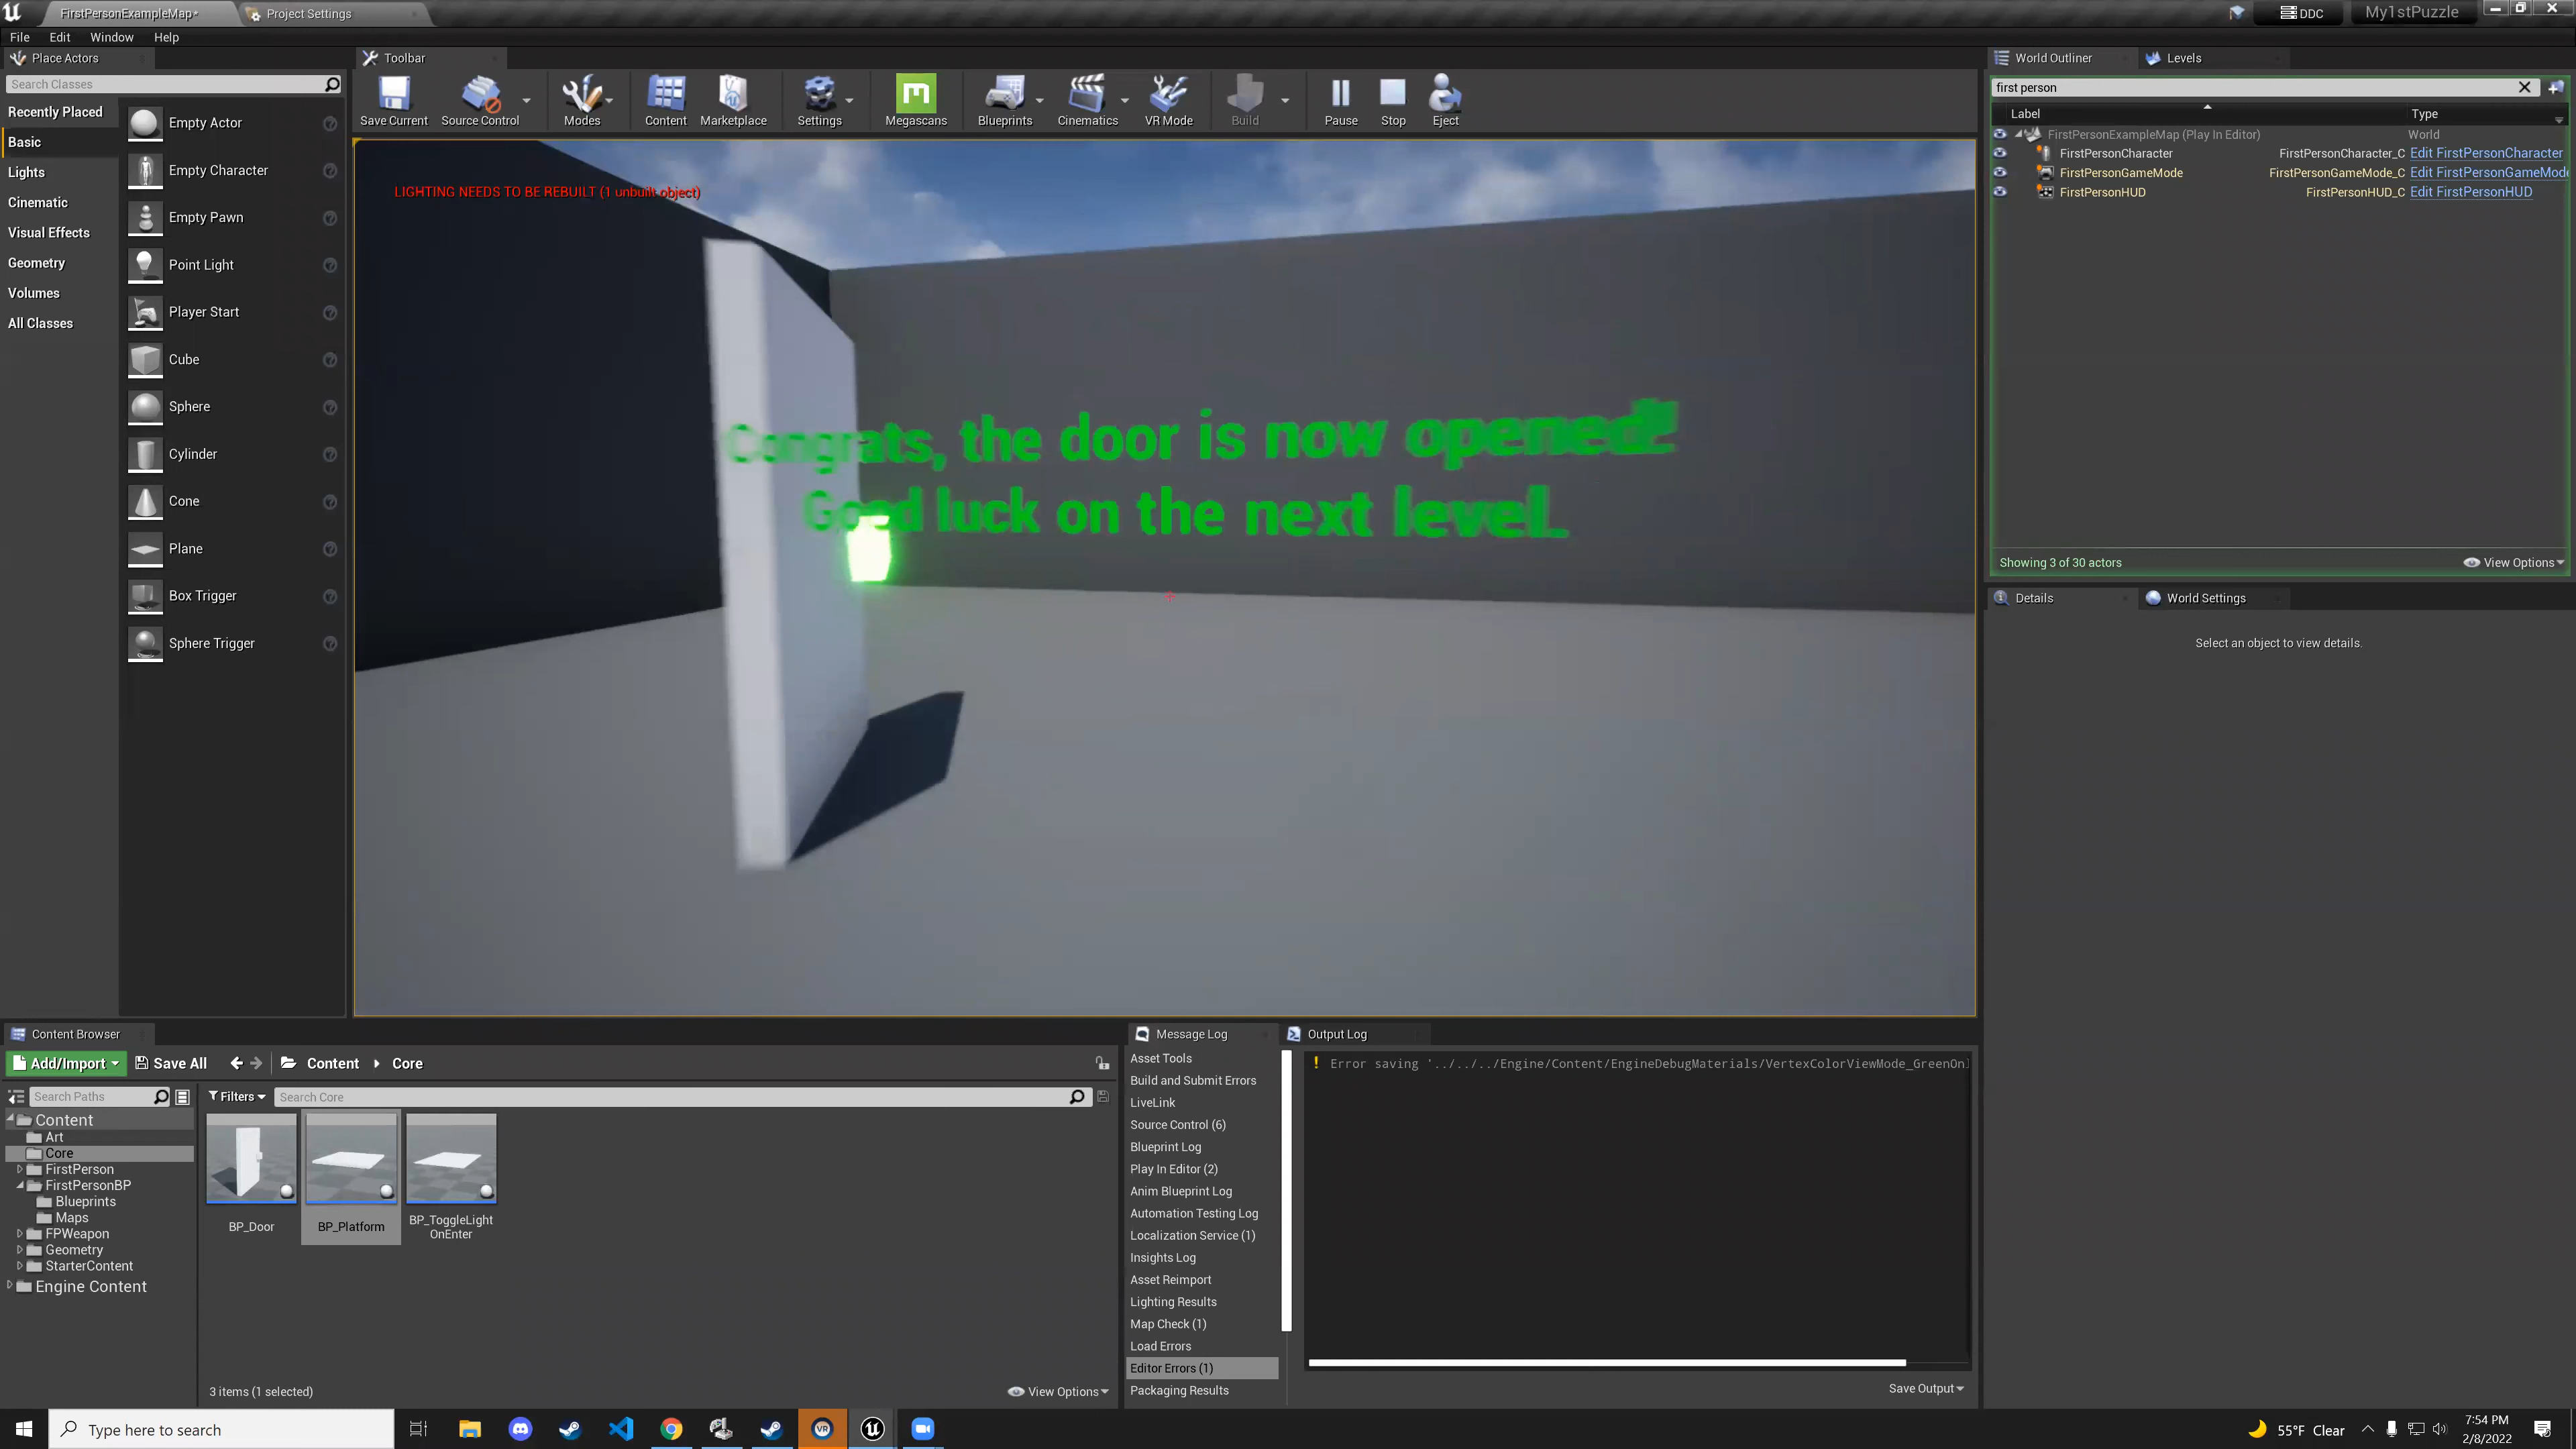 FirstPersonExampleMap*
Project Settings
DDC
My1stPuzzle
File Edit Window Help
Place Actors
Toolbar
World Outliner
Levels
Search Classes
Recently Placed
Basic
Lights
Cinematic
Visual Effects
Geometry
Volumes
All Classes
Empty Actor
Empty Character
Empty Pawn
Point Light
Player Start
Cube
Sphere
Cylinder
Cone
Plane
Box Trigger
Sphere Trigger
Save Current
Source Control
Modes
Content
Marketplace
Settings
Megascans
Blueprints
Cinematics
VR Mode
Build
Pause
Stop
Eject
LIGHTING NEEDS TO BE REBUILT (1 unbuilt object)
Congrats, the door is now opened!
Good luck on the next level.
first person
Label Type
FirstPersonExampleMap (Play In Editor) World
FirstPersonCharacter FirstPersonCharacter_C Edit FirstPersonCharacter
FirstPersonGameMode FirstPersonGameMode_C Edit FirstPersonGameMode
FirstPersonHUD FirstPersonHUD_C Edit FirstPersonHUD
Showing 3 of 30 actors
View Options
Details
World Settings
Select an object to view details.
Content Browser
Add/Import
Save All
Content
Core
Search Paths
Filters
Search Core
Content
Art
Core
FirstPerson
FirstPersonBP
Blueprints
Maps
FPWeapon
Geometry
StarterContent
Engine Content
BP_Door
BP_Platform
BP_ToggleLight
OnEnter
3 items (1 selected)
View Options
Message Log
Output Log
Asset Tools
Build and Submit Errors
LiveLink
Source Control (6)
Blueprint Log
Play In Editor (2)
Anim Blueprint Log
Automation Testing Log
Localization Service (1)
Insights Log
Asset Reimport
Lighting Results
Map Check (1)
Load Errors
Editor Errors (1)
Packaging Results
Error saving '../../../Engine/Content/EngineDebugMaterials/VertexColorViewMode_GreenOnl
Save Output
Type here to search
VR
55°F Clear
7:54 PM
2/8/2022